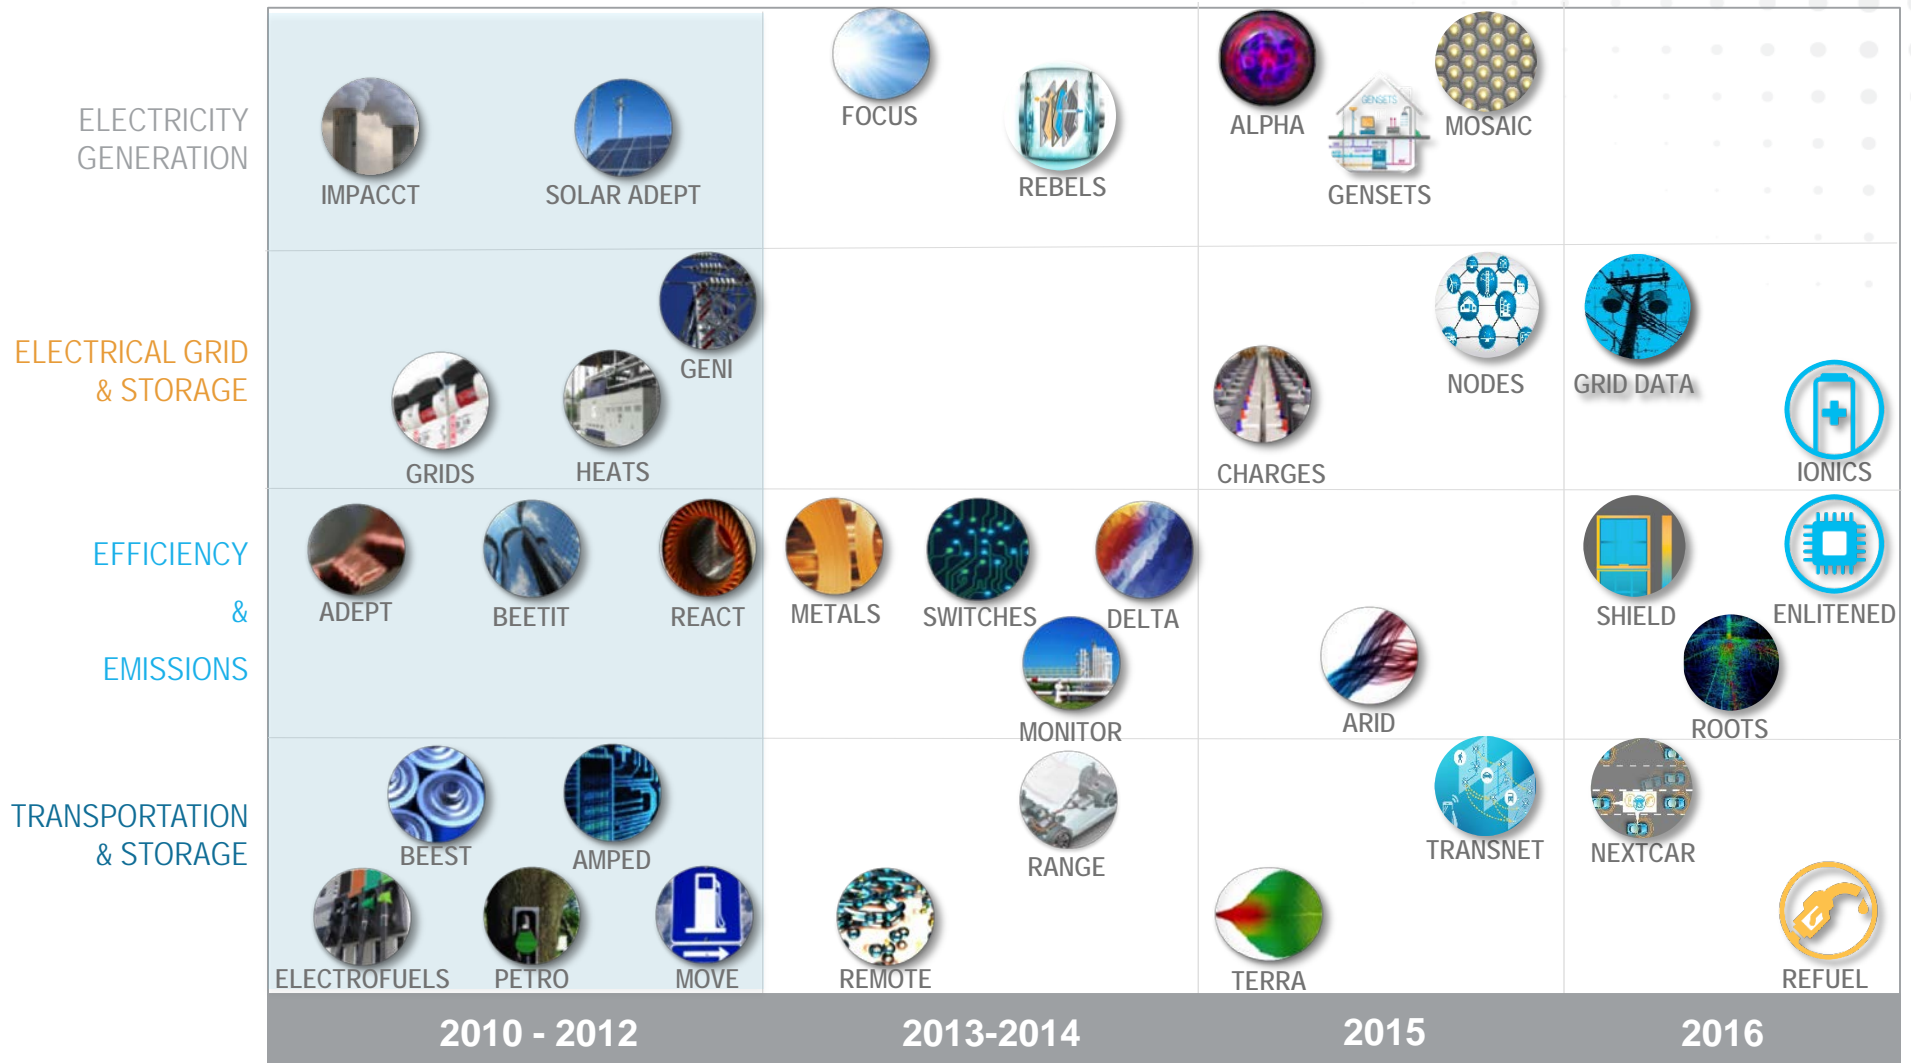 ELECTRICITY
GENERATION
IMPACCT
SOLAR ADEPT
FOCUS
REBELS
ALPHA
GENSETS
GENSETS
MOSAIC
ELECTRICAL GRID
& STORAGE
GRIDS
HEATS
GENI
CHARGES
NODES
GRID DATA
IONICS
EFFICIENCY
&
EMISSIONS
ADEPT
BEETIT
REACT
METALS
SWITCHES
DELTA
MONITOR
ARID
SHIELD
ENLITENED
ROOTS
TRANSPORTATION
& STORAGE
BEEST
AMPED
ELECTROFUELS
PETRO
MOVE
RANGE
REMOTE
TRANSNET
TERRA
NEXTCAR
REFUEL
2010 - 2012
2013-2014
2015
2016